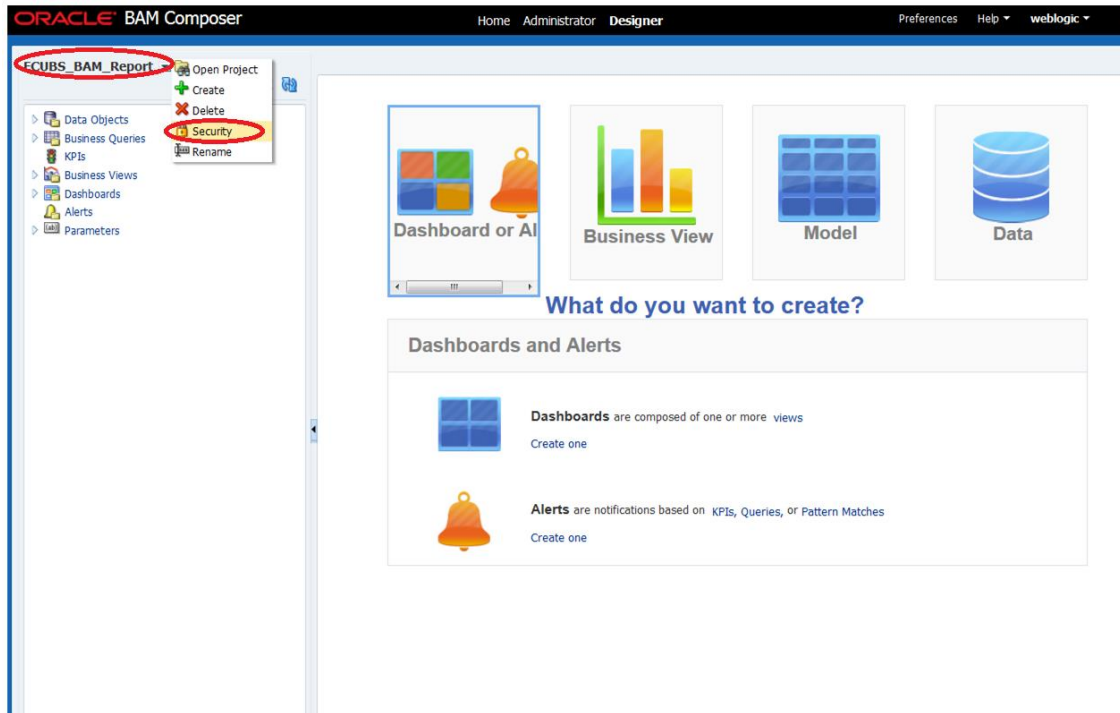 ORACLE BAM Composer
Home Administrator Designer
Preferences Help weblogic
ECUBS_BAM_Report
Open Project
Create
Delete
Security
Rename
Data Objects
Business Queries
KPIs
Business Views
Dashboards
Alerts
Parameters
Dashboard or Al
Business View
Model
Data
What do you want to create?
Dashboards and Alerts
Dashboards are composed of one or more views
Create one
Alerts are notifications based on KPIs, Queries, or Pattern Matches
Create one